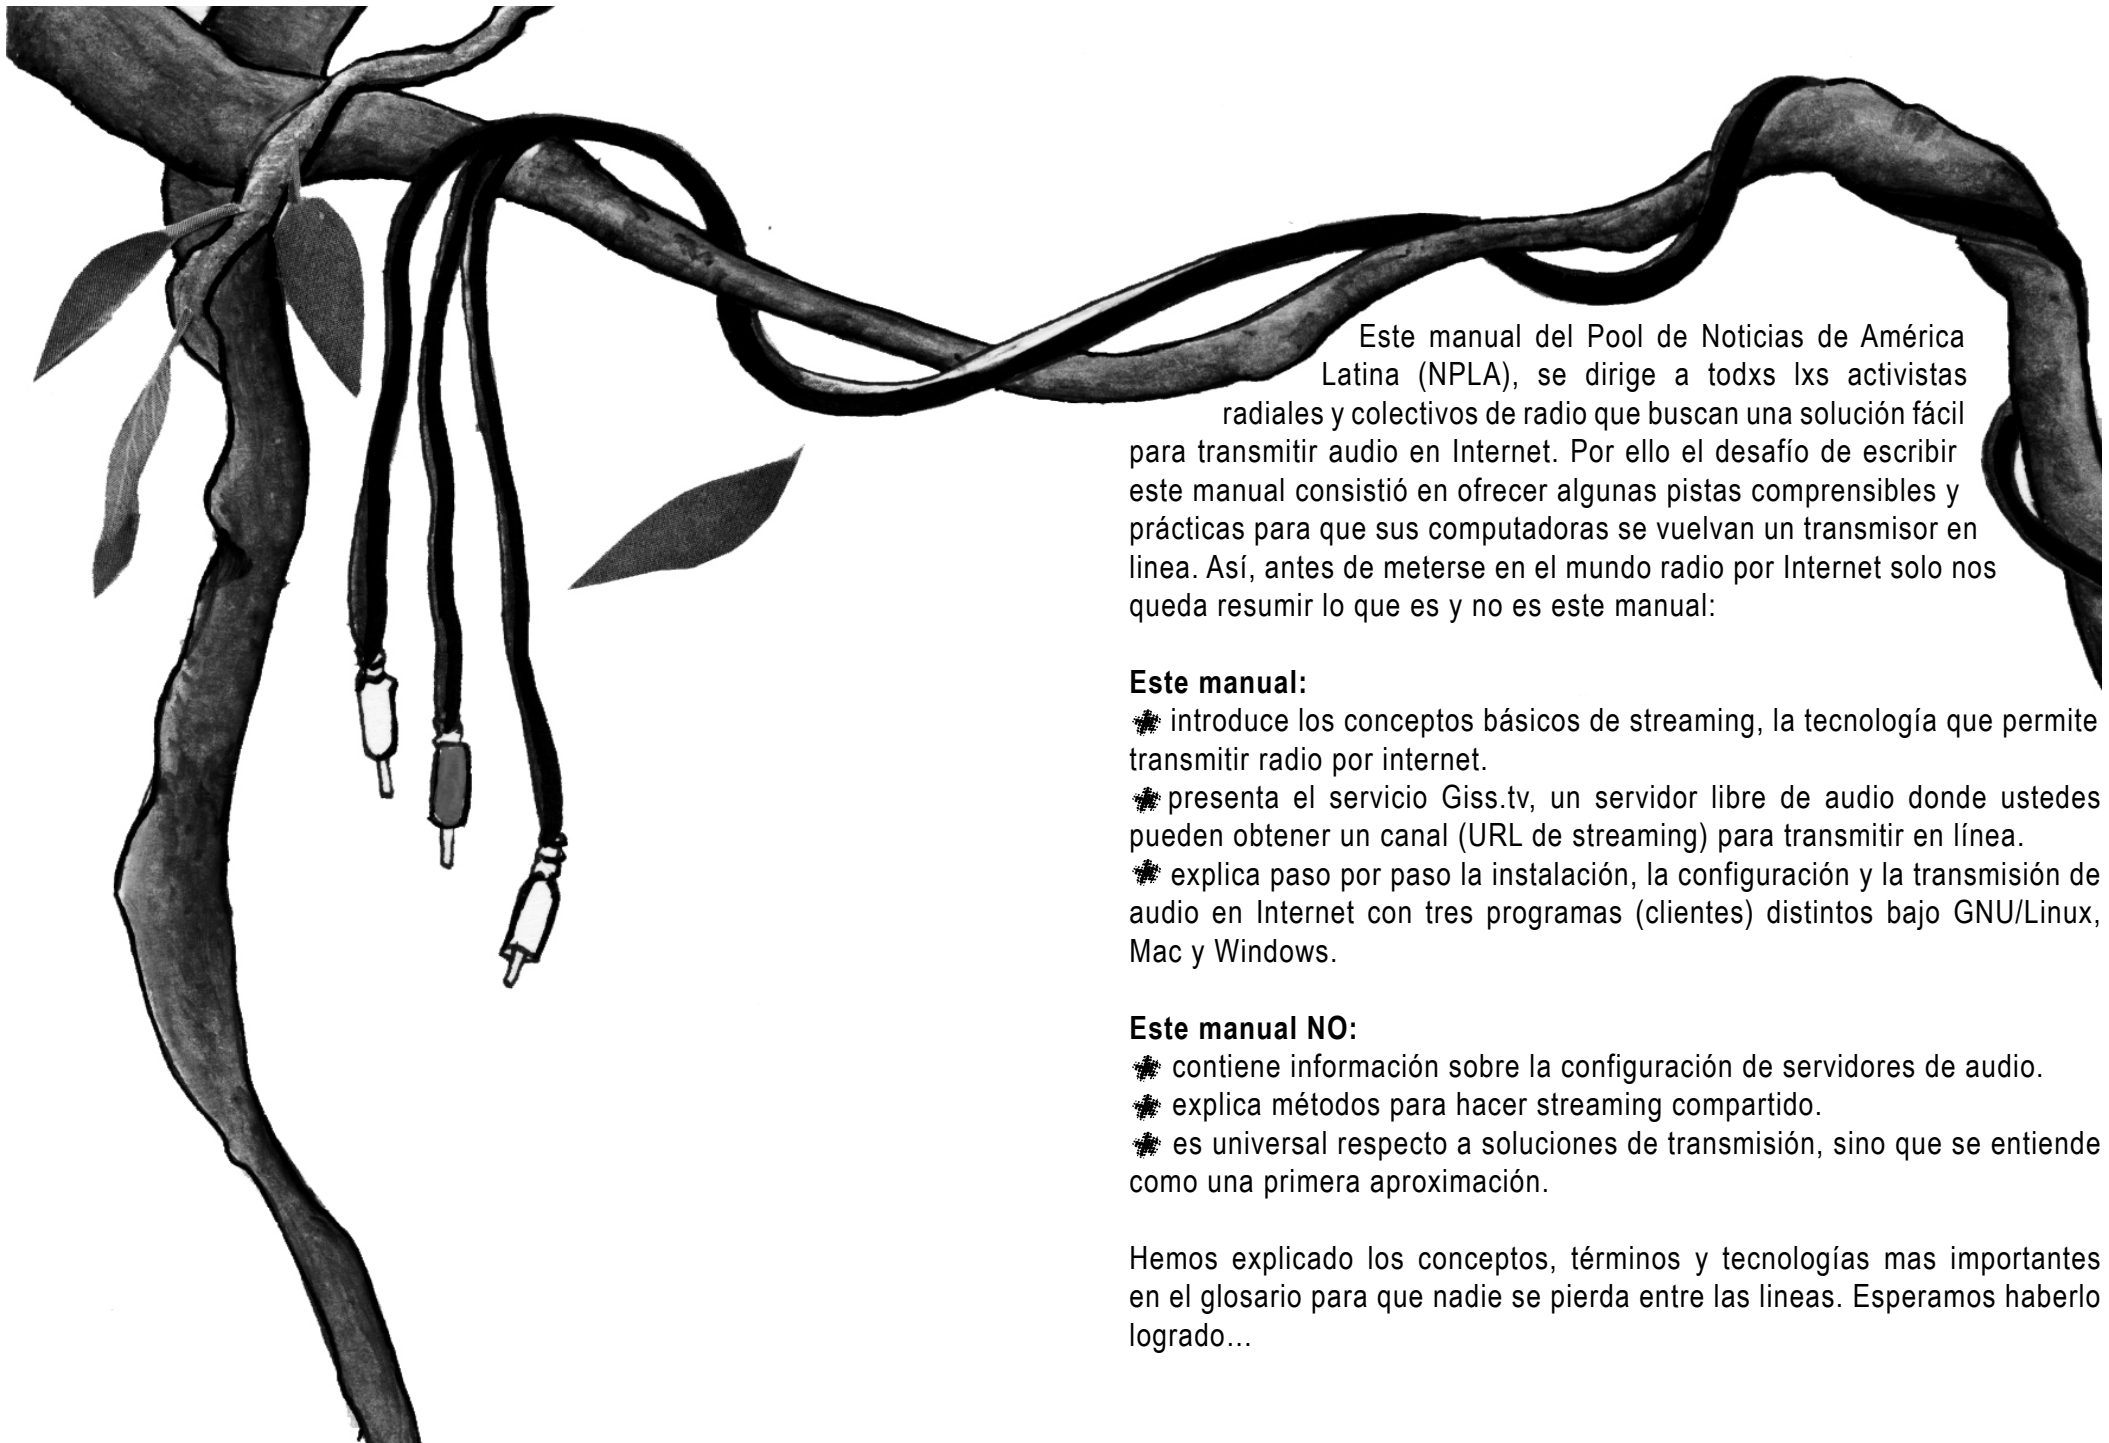 Este manual del Pool de Noticias de América
Latina (NPLA), se dirige a todxs lxs activistas
radiales y colectivos de radio que buscan una solución fácil
para transmitir audio en Internet. Por ello el desafío de escribir
este manual consistió en ofrecer algunas pistas comprensibles y
prácticas para que sus computadoras se vuelvan un transmisor en
linea. Así, antes de meterse en el mundo radio por Internet solo nos
queda resumir lo que es y no es este manual:
Este manual:
introduce los conceptos básicos de streaming, la tecnología que permite
transmitir radio por internet.
presenta el servicio Giss.tv, un servidor libre de audio donde ustedes
pueden obtener un canal (URL de streaming) para transmitir en línea.
explica paso por paso la instalación, la configuración y la transmisión de
audio en Internet con tres programas (clientes) distintos bajo GNU/Linux,
Mac y Windows.
Este manual NO:
contiene información sobre la configuración de servidores de audio.
explica métodos para hacer streaming compartido.
es universal respecto a soluciones de transmisión, sino que se entiende
como una primera aproximación.
Hemos explicado los conceptos, términos y tecnologías mas importantes
en el glosario para que nadie se pierda entre las lineas. Esperamos haberlo
logrado...